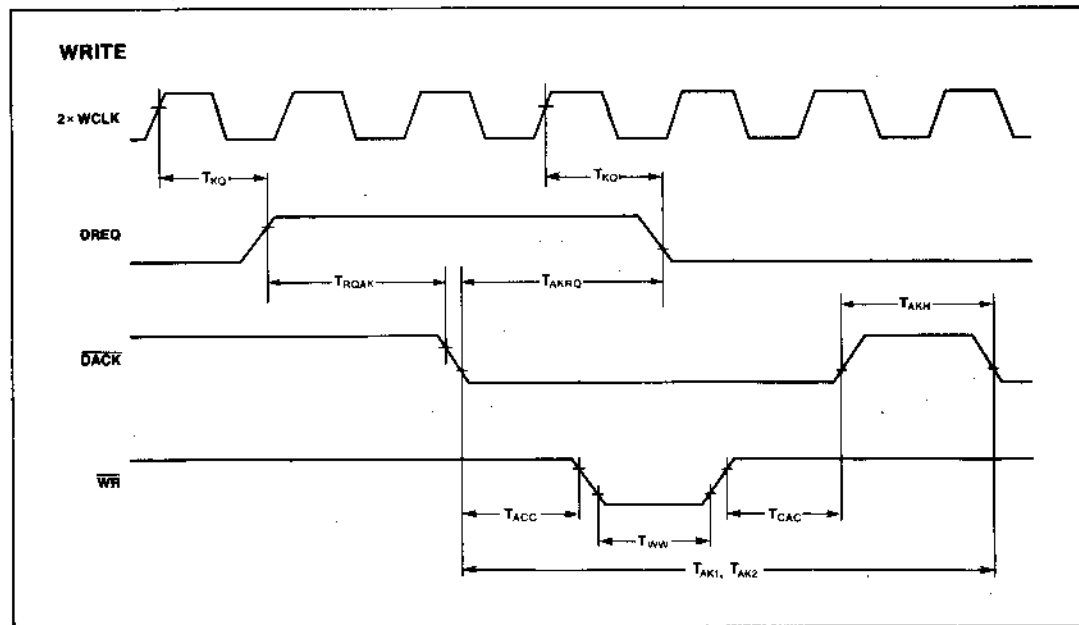 WRITE
2× WCLK
TKQ TKQ
DREQ
TRQAK TAKRQ
TAKH
DACK
WR
TACC TCAC
TWW
TAK1, TAK2